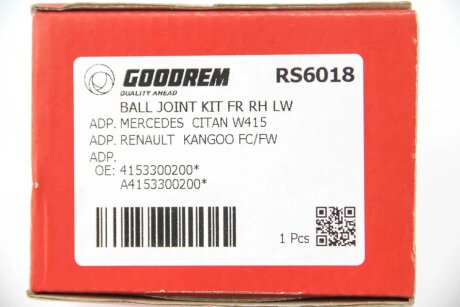 GOODREM RS6018
QUALITY AHEAD
BALL JOINT KIT FR RH LW
ADP. MERCEDES CITAN W415
ADP. RENAULT KANGOO FC/FW
ADP.
OE: 4153300200*
A4153300200*
1 Pcs